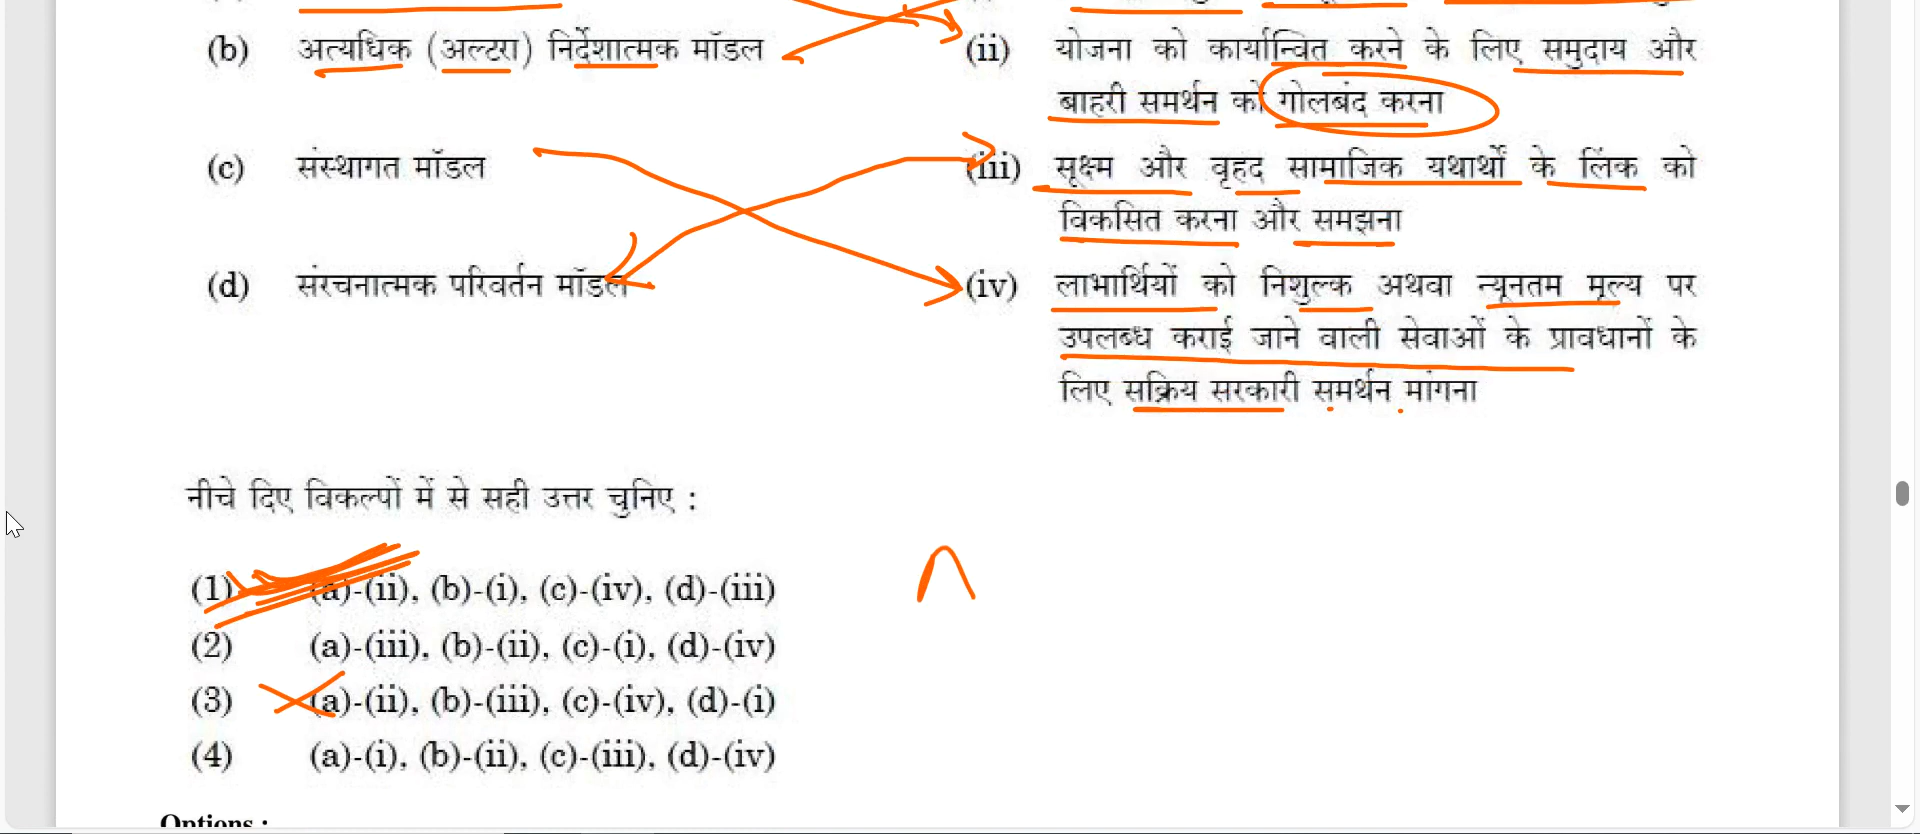 (b) अत्यधिक (अल्टरा) निर्देशात्मक मॉडल
(ii) योजना को कार्यान्वित करने के लिए समुदाय और
बाहरी समर्थन को गोलबंद करना
(c) संस्थागत मॉडल
(iii) सूक्ष्म और वृहद सामाजिक यथार्थों के लिंक को
विकसित करना और समझना
(d) संरचनात्मक परिवर्तन मॉडल
(iv) लाभार्थियों को निशुल्क अथवा न्यूनतम मूल्य पर
उपलब्ध कराई जाने वाली सेवाओं के प्रावधानों के
लिए सक्रिय सरकारी समर्थन मांगना
नीचे दिए विकल्पों में से सही उत्तर चुनिए :
(1) (a)-(ii), (b)-(i), (c)-(iv), (d)-(iii)
(2) (a)-(iii), (b)-(ii), (c)-(i), (d)-(iv)
(3) (a)-(ii), (b)-(iii), (c)-(iv), (d)-(i)
(4) (a)-(i), (b)-(ii), (c)-(iii), (d)-(iv)
Options :